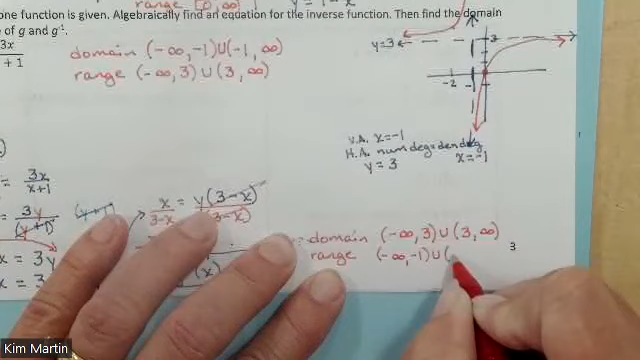 range [0, ∞)
one function is given. Algebraically find an equation for the inverse function. Then find the domain
e of g and g⁻¹.
3x
+ 1
domain (-∞,-1)∪(-1, ∞)
range (-∞, 3) ∪ (3, ∞)
y=3
3
-2
x=-1
V.A. x=-1
H.A. num deg = den deg
y = 3
= 3x
x+1
= 3y
(y+1)
(y+1)
x = 3y
x = 3
x = y(3-x)
3-x (3-x)
(x)
domain (-∞, 3) ∪ (3, ∞)
range (-∞,-1) ∪ (
3
Kim Martin